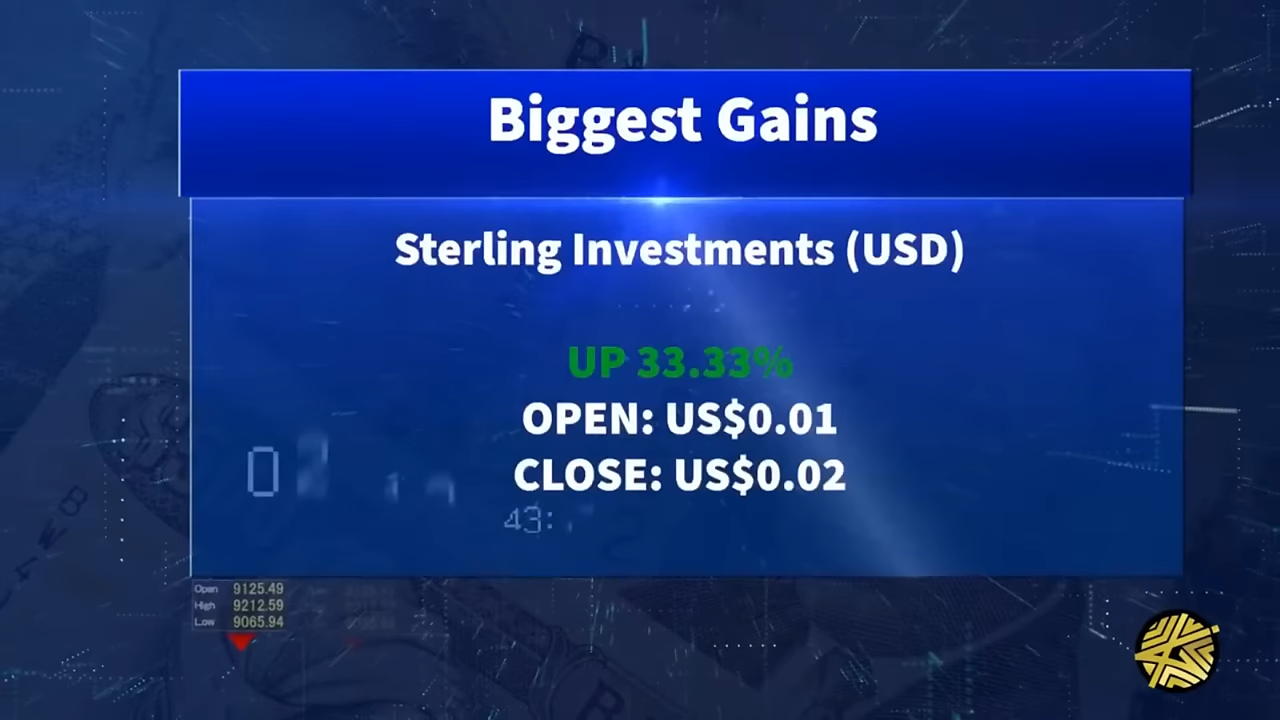 Biggest Gains
Sterling Investments (USD)
UP 33.33%
OPEN: US$0.01
CLOSE: US$0.02
43:
Open 9125.49
High 9212.59
Low 9065.94